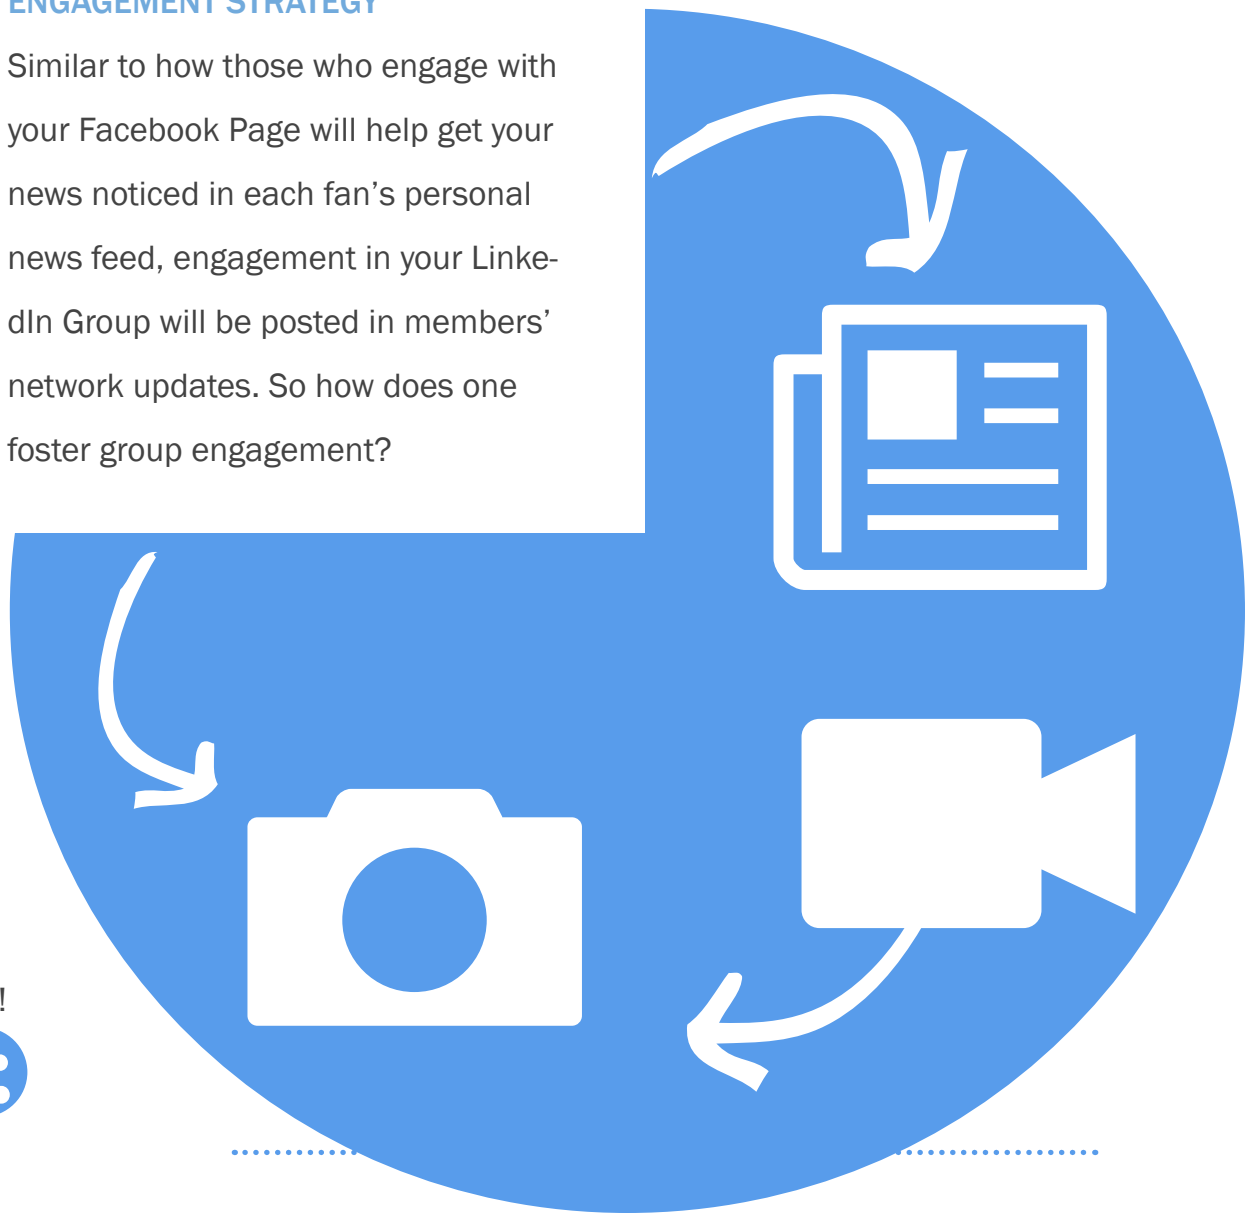 ENGAGEMENT STRATEGY
Similar to how those who engage with
your Facebook Page will help get your
news noticed in each fan’s personal
news feed, engagement in your Linke-
dIn Group will be posted in members’
network updates. So how does one
foster group engagement?
!